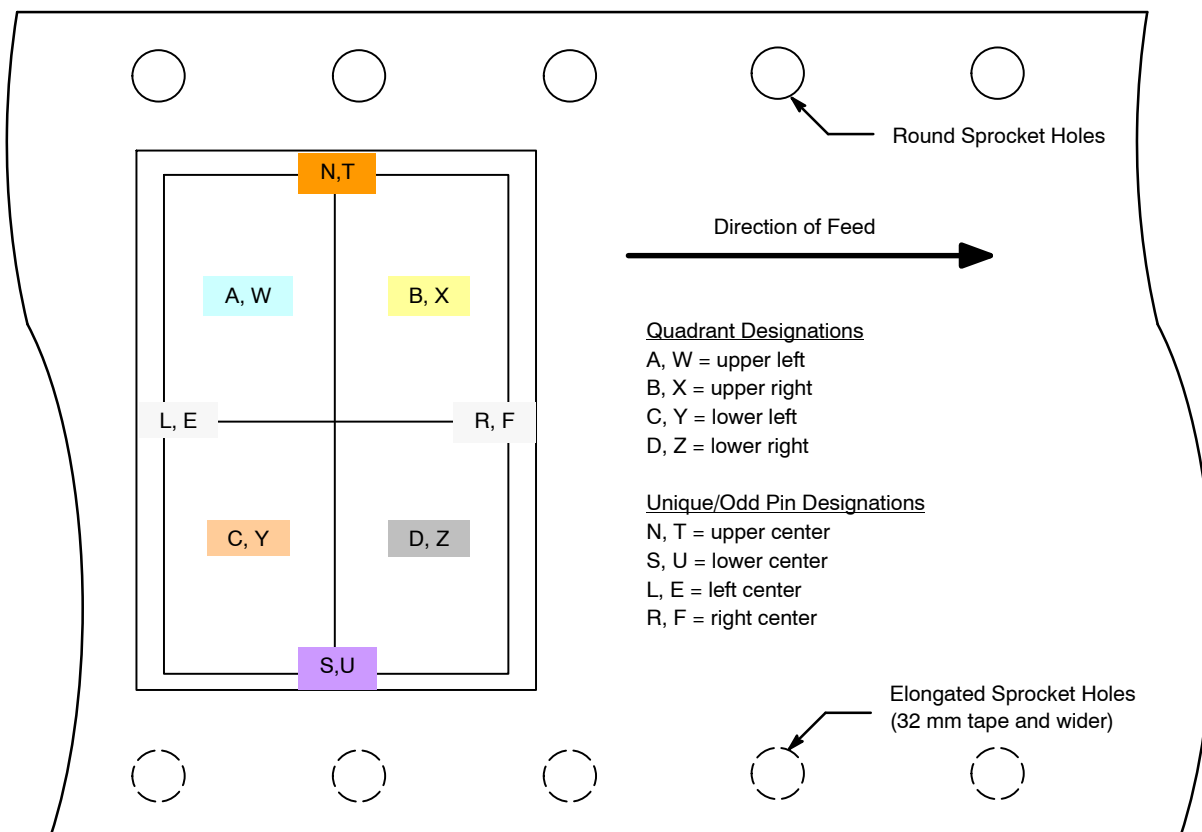 Round Sprocket Holes
N,T
Direction of Feed
A, W
B, X
Quadrant Designations
A, W = upper left
B, X = upper right
C, Y = lower left
D, Z = lower right
L, E
R, F
Unique/Odd Pin Designations
N, T = upper center
S, U = lower center
L, E = left center
R, F = right center
C, Y
D, Z
S,U
Elongated Sprocket Holes
(32 mm tape and wider)